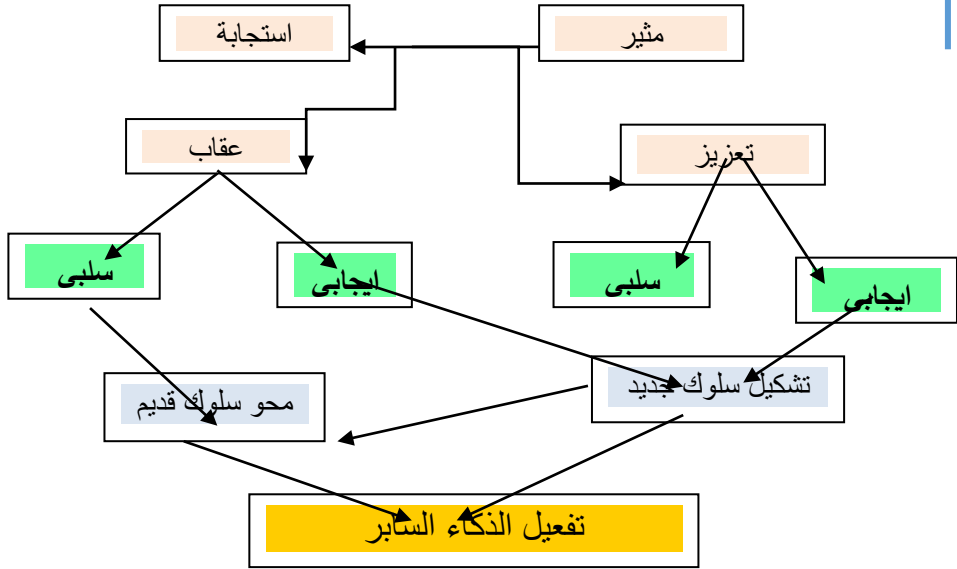 مثير
استجابة
تعزيز
عقاب
ايجابى
سلبى
ايجابى
سلبى
تشكيل سلوك جديد
محو سلوك قديم
تفعيل الذكاء السابر